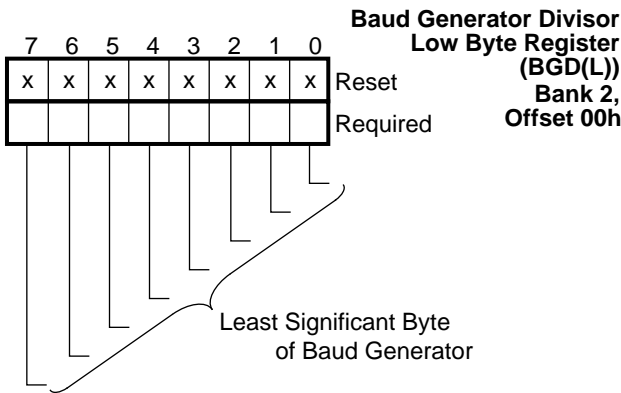 Baud Generator Divisor
Low Byte Register
(BGD(L))
Bank 2,
Offset 00h
7 6 5 4 3 2 1 0
x x x x x x x x Reset
Required
Least Significant Byte
of Baud Generator